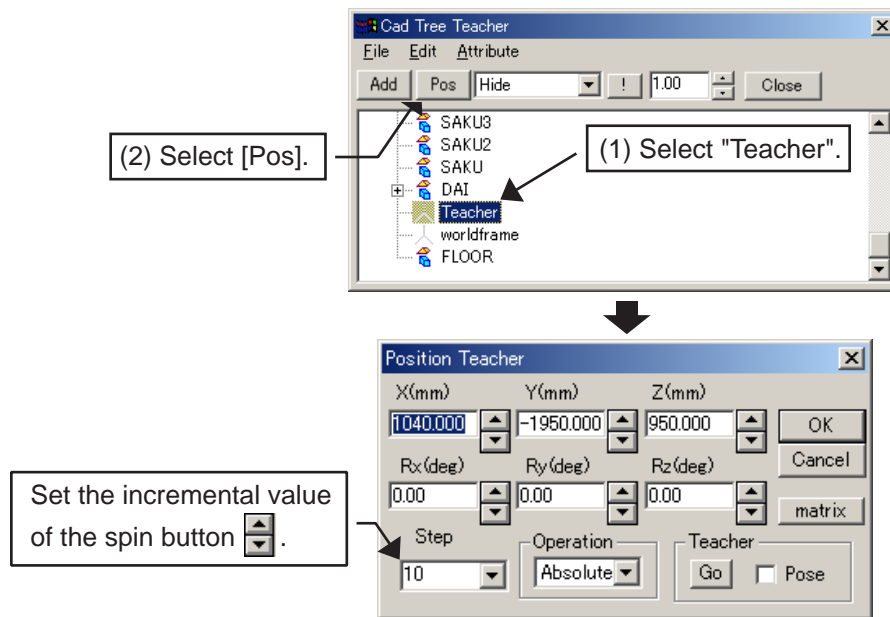 Cad Tree Teacher
File Edit Attribute
Add Pos Hide ! 1.00 Close
SAKU3
(2) Select [Pos].
SAKU2
(1) Select "Teacher".
SAKU
DAI
Teacher
worldframe
FLOOR
Position Teacher
X(mm) Y(mm) Z(mm)
1040.000 -1950.000 950.000 OK
Rx(deg) Ry(deg) Rz(deg) Cancel
0.00 0.00 0.00 matrix
Set the incremental value
of the spin button .
Step Operation Teacher
10 Absolute Go Pose